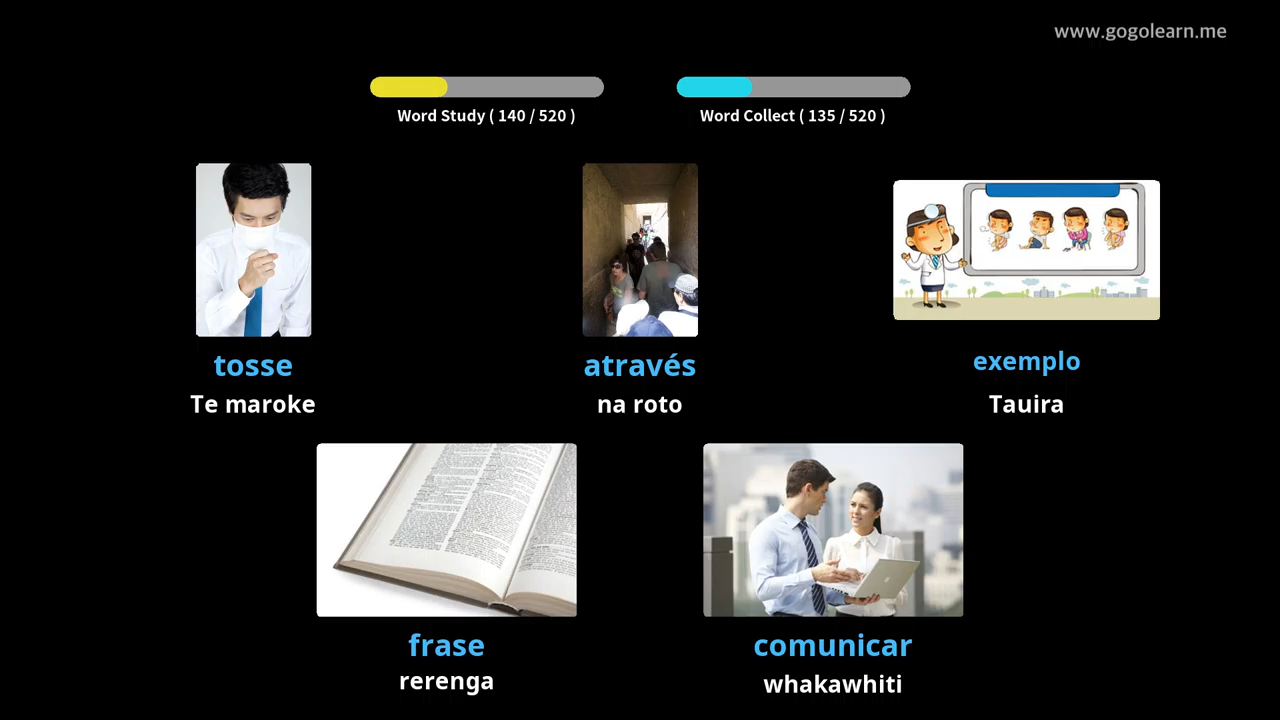 www.gogolearn.me
Word Study ( 140 / 520 )
Word Collect ( 135 / 520 )
tosse
Te maroke
através
na roto
exemplo
Tauira
frase
rerenga
comunicar
whakawhiti